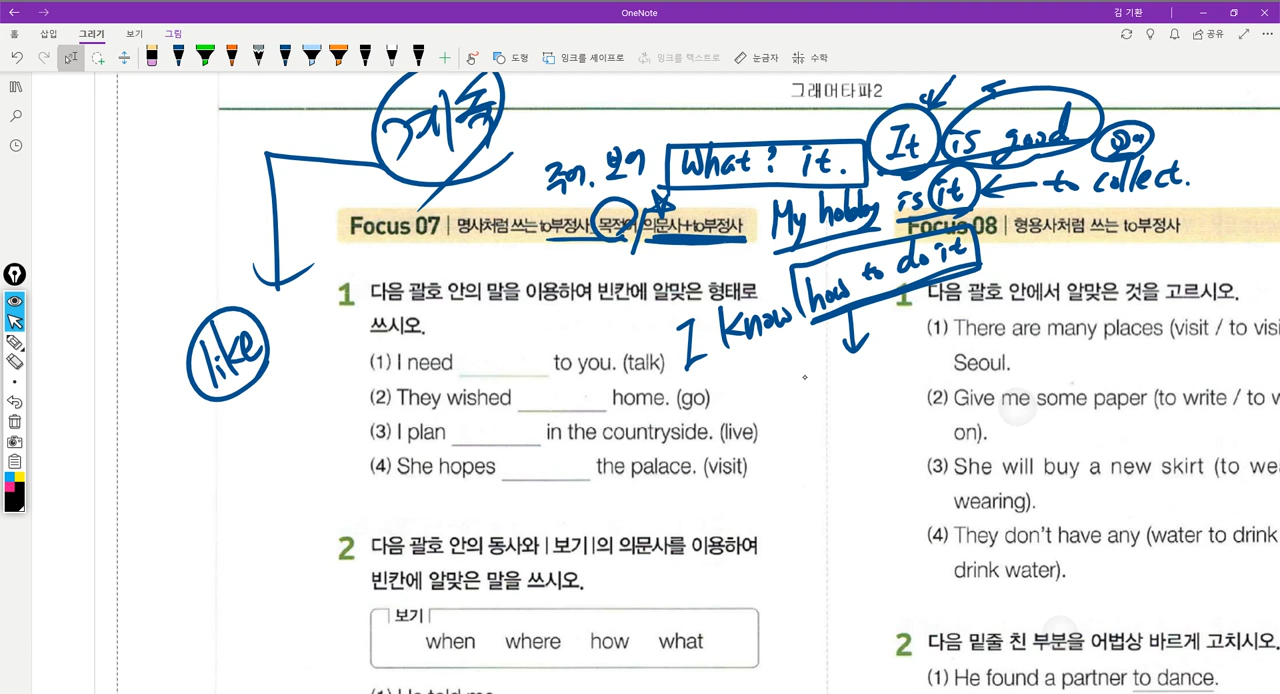 OneNote
김 기환
홈 삽입 그리기 보기 그림
공유
도형 잉크를 셰이프로 잉크를 텍스트로 눈금자 수학
그래머타파2
주어. 보어 What? it. It is good
My hobby is it ← to collect.
I know how to do it
like
Focus 07 | 명사처럼 쓰는 to부정사_목적어/의문사+to부정사
1 다음 괄호 안의 말을 이용하여 빈칸에 알맞은 형태로
쓰시오.
(1) I need ________ to you. (talk)
(2) They wished ________ home. (go)
(3) I plan ________ in the countryside. (live)
(4) She hopes ________ the palace. (visit)
2 다음 괄호 안의 동사와 |보기|의 의문사를 이용하여
빈칸에 알맞은 말을 쓰시오.
보기
when where how what
(1) He told me
Focus 08 | 형용사처럼 쓰는 to부정사
1 다음 괄호 안에서 알맞은 것을 고르시오.
(1) There are many places (visit / to visi
Seoul.
(2) Give me some paper (to write / to w
on).
(3) She will buy a new skirt (to wea
wearing).
(4) They don't have any (water to drink
drink water).
2 다음 밑줄 친 부분을 어법상 바르게 고치시오.
(1) He found a partner to dance.